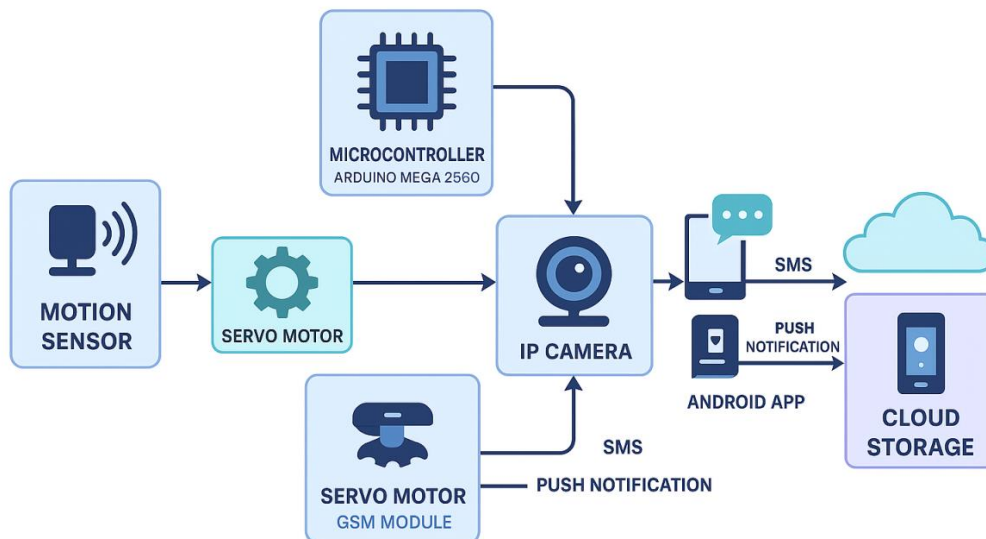 MICROCONTROLLER
ARDUINO MEGA 2560
MOTION
SENSOR
SERVO MOTOR
IP CAMERA
SMS
PUSH
NOTIFICATION
ANDROID APP
CLOUD
STORAGE
SMS
PUSH NOTIFICATION
SERVO MOTOR
GSM MODULE